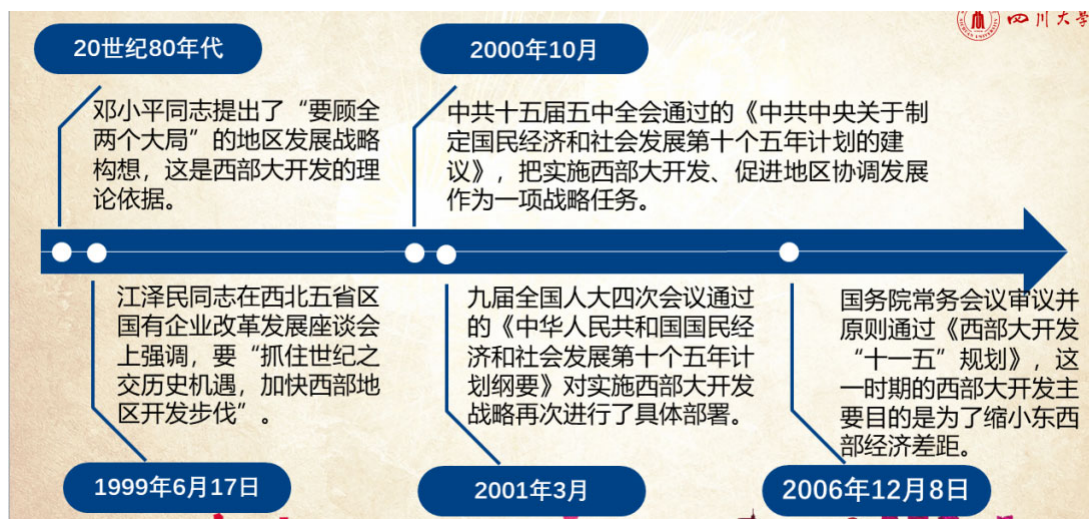 四川大学
20世纪80年代
邓小平同志提出了“要顾全
两个大局”的地区发展战略
构想，这是西部大开发的理
论依据。
2000年10月
中共十五届五中全会通过的《中共中央关于制
定国民经济和社会发展第十个五年计划的建
议》，把实施西部大开发、促进地区协调发展
作为一项战略任务。
江泽民同志在西北五省区
国有企业改革发展座谈会
上强调，要“抓住世纪之
交历史机遇，加快西部地
区开发步伐”。
1999年6月17日
九届全国人大四次会议通过
的《中华人民共和国国民经
济和社会发展第十个五年计
划纲要》对实施西部大开发
战略再次进行了具体部署。
2001年3月
国务院常务会议审议并
原则通过《西部大开发
“十一五”规划》，这
一时期的西部大开发主
要目的是为了缩小东西
部经济差距。
2006年12月8日